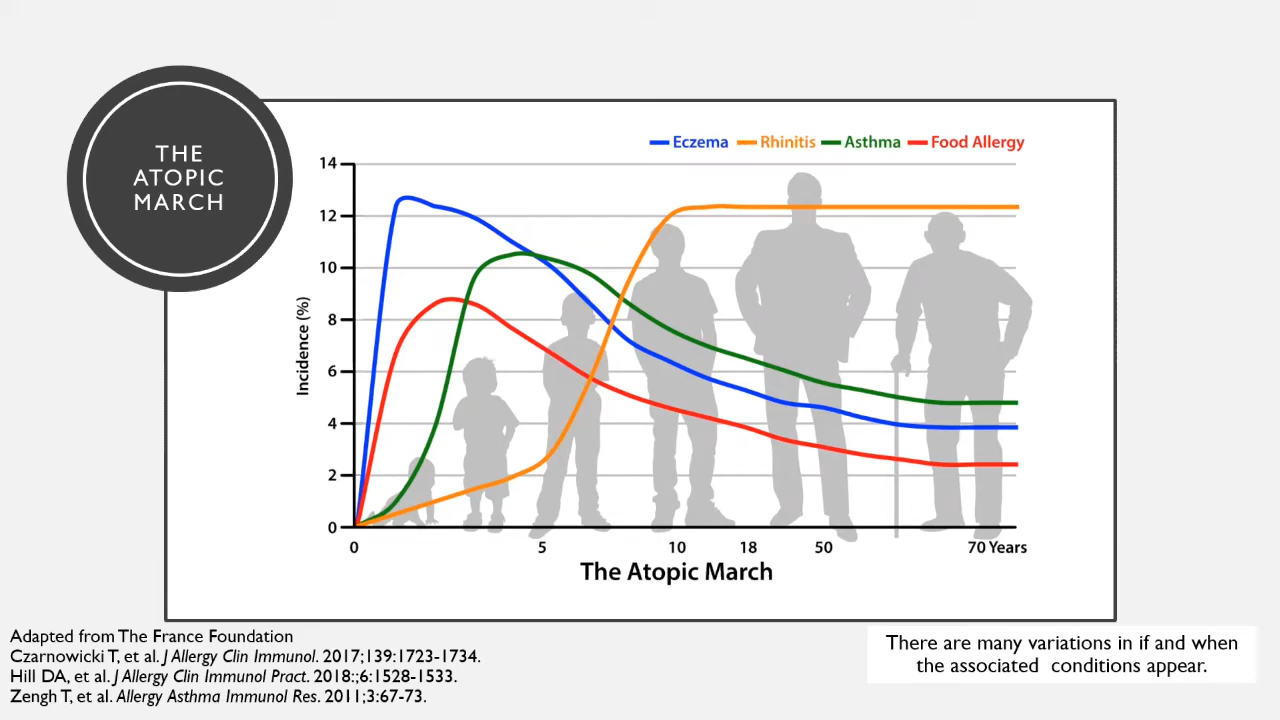 THE
ATOPIC
MARCH
Eczema Rhinitis Asthma Food Allergy
14
12
10
8
6
4
2
0
Incidence (%)
0 5 10 18 50 70 Years
The Atopic March
Adapted from The France Foundation
Czarnowicki T, et al. J Allergy Clin Immunol. 2017;139:1723-1734.
Hill DA, et al. J Allergy Clin Immunol Pract. 2018:;6:1528-1533.
Zengh T, et al. Allergy Asthma Immunol Res. 2011;3:67-73.
There are many variations in if and when
the associated conditions appear.